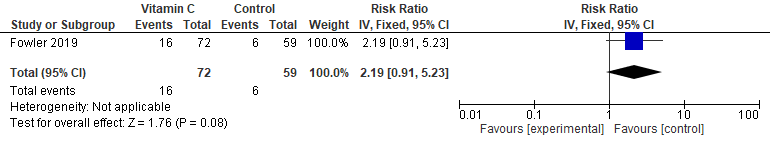 Vitamin C Control Risk Ratio Risk Ratio
Study or Subgroup Events Total Events Total Weight IV, Fixed, 95% CI IV, Fixed, 95% CI
Fowler 2019 16 72 6 59 100.0% 2.19 [0.91, 5.23]
Total (95% CI) 72 59 100.0% 2.19 [0.91, 5.23]
Total events 16 6
Heterogeneity: Not applicable
Test for overall effect: Z = 1.76 (P = 0.08)
0.01 0.1 1 10 100
Favours [experimental] Favours [control]